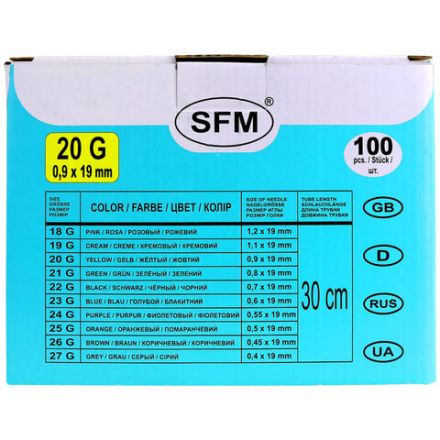 SFM®
20 G
0,9 x 19 mm
100
pcs. / Stück /
шт.
SIZE
GRÖSSE
РАЗМЕР
РОЗМІР
COLOR / FARBE / ЦВЕТ / КОЛІР
SIZE OF NEEDLE
NADELGRÖSSE
РАЗМЕР ИГЛЫ
РОЗМІР ГОЛКИ
TUBE LENGTH
SCHLAUCHLÄNGE
ДЛИНА ТРУБКИ
ДОВЖИНА ТРУБКИ
18 G PINK / ROSA / РОЗОВЫЙ / РОЖЕВИЙ 1,2 x 19 mm
19 G CREAM / CREME / КРЕМОВЫЙ / КРЕМОВИЙ 1,1 x 19 mm
20 G YELLOW / GELB / ЖЁЛТЫЙ / ЖОВТИЙ 0,9 x 19 mm
21 G GREEN / GRÜN / ЗЕЛЁНЫЙ / ЗЕЛЕНИЙ 0,8 x 19 mm
22 G BLACK / SCHWARZ / ЧЁРНЫЙ / ЧОРНИЙ 0,7 x 19 mm
23 G BLUE / BLAU / ГОЛУБОЙ / БЛАКИТНИЙ 0,6 x 19 mm
24 G PURPLE / PURPUR / ФИОЛЕТОВЫЙ / ФІОЛЕТОВИЙ 0,55 x 19 mm
25 G ORANGE / ОРАНЖЕВЫЙ / ПОМАРАНЧЕВИЙ 0,5 x 19 mm
26 G BROWN / BRAUN / КОРИЧНЕВЫЙ / КОРИЧНЕВИЙ 0,45 x 19 mm
27 G GREY / GRAU / СЕРЫЙ / СІРИЙ 0,4 x 19 mm
30 cm
GB
D
RUS
UA